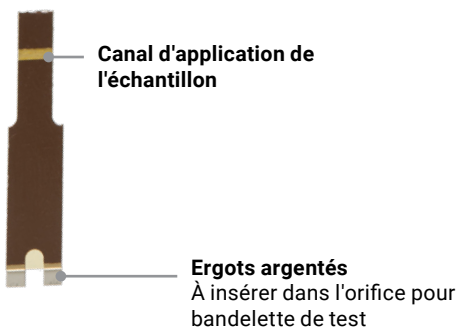 Canal d'application de
l'échantillon
Ergots argentés
À insérer dans l'orifice pour
bandelette de test